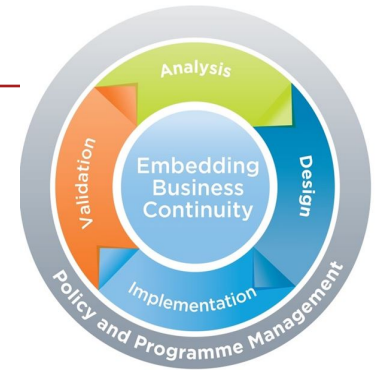 Analysis
Validation
Embedding
Business
Continuity
Design
Implementation
Policy and Programme Management